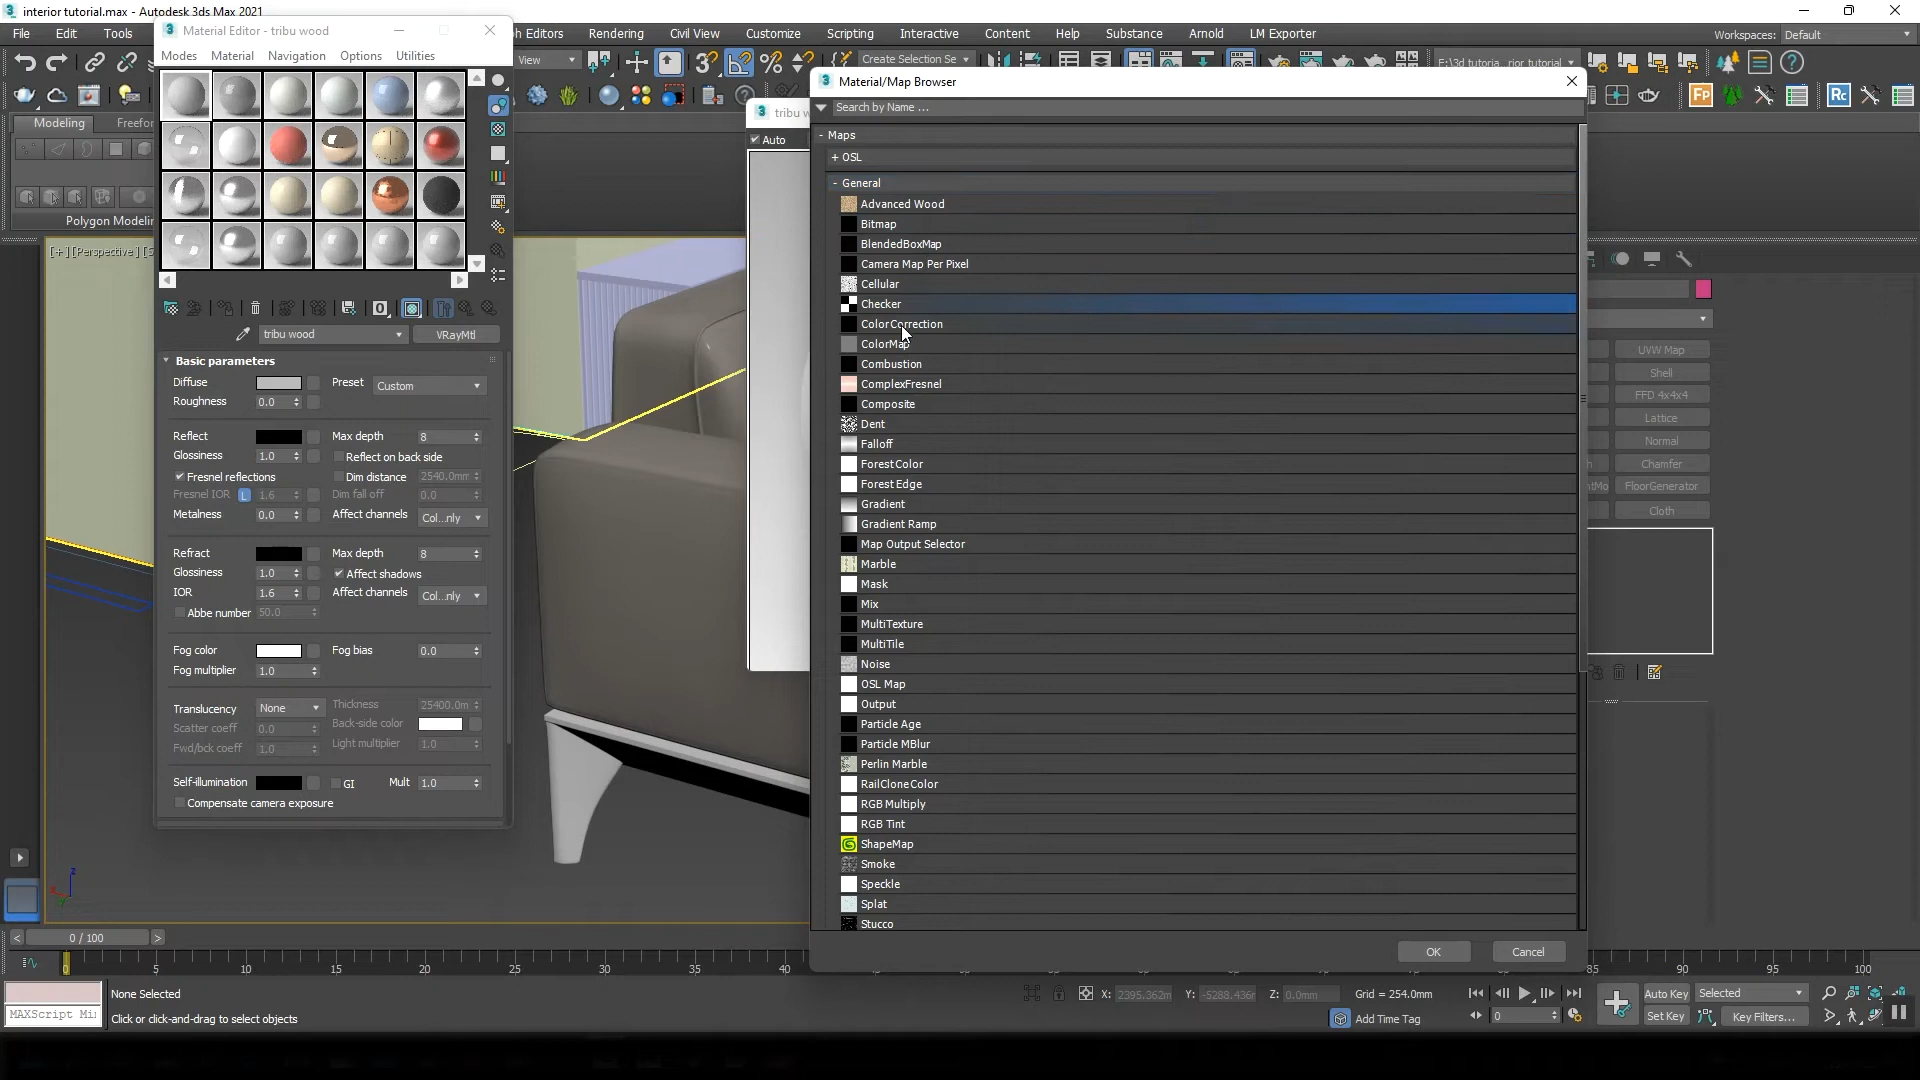 interior tutorial.max - Autodesk 3ds Max 2021
File Edit Tools
ph Editors Rendering Civil View Customize Scripting Interactive Content Help Substance Arnold LM Exporter
Workspaces: Default
Material Editor - tribu wood
Modes Material Navigation Options Utilities
View
Create Selection Se
Modeling Freefor
Polygon Modelin
[+][Perspective]
tribu wood VRayMtl
Basic parameters
Diffuse Preset Custom
Roughness 0.0
Reflect Max depth 8
Glossiness 1.0 Reflect on back side
Fresnel reflections Dim distance 2540.0mm
Fresnel IOR L 1.6 Dim fall off 0.0
Metalness 0.0 Affect channels Col...nly
Refract Max depth 8
Glossiness 1.0 Affect shadows
IOR 1.6 Affect channels Col...nly
Abbe number 50.0
Fog color Fog bias 0.0
Fog multiplier 1.0
Translucency None Thickness 25400.0m
Scatter coeff 0.0 Back-side color
Fwd/bck coeff 1.0 Light multiplier 1.0
Self-illumination GI Mult 1.0
Compensate camera exposure
tribu w
Auto
Material/Map Browser
Search by Name ...
- Maps
+ OSL
- General
Advanced Wood
Bitmap
BlendedBoxMap
Camera Map Per Pixel
Cellular
Checker
ColorCorrection
ColorMap
Combustion
ComplexFresnel
Composite
Dent
Falloff
ForestColor
Forest Edge
Gradient
Gradient Ramp
Map Output Selector
Marble
Mask
Mix
MultiTexture
MultiTile
Noise
OSL Map
Output
Particle Age
Particle MBlur
Perlin Marble
RailCloneColor
RGB Multiply
RGB Tint
ShapeMap
Smoke
Speckle
Splat
Stucco
OK Cancel
Fp Rc
UVW Map
Shell
FFD 4x4x4
Lattice
Normal
Chamfer
FloorGenerator
Cloth
< 0 / 100 >
0 5 10 15 20 25 30 35 40 85 90 95 100
None Selected
X: 2395.362m Y: -5288.436r Z: 0.0mm Grid = 254.0mm
Auto Key Selected
MAXScript Mi
Click or click-and-drag to select objects
Add Time Tag
0
Set Key Key Filters...